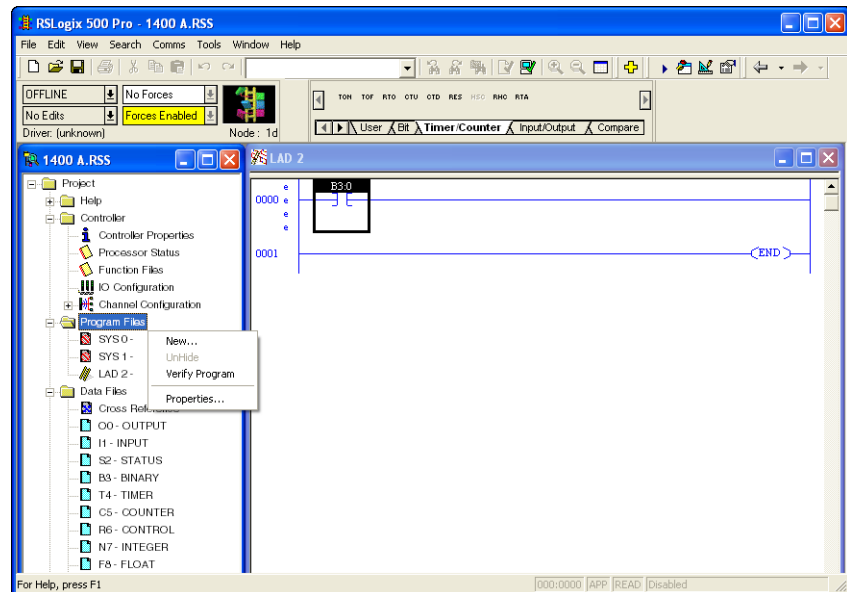 RSLogix 500 Pro - 1400 A.RSS
File Edit View Search Comms Tools Window Help
OFFLINE No Forces
No Edits Forces Enabled
Driver: (unknown) Node: 1d
TON TOF RTO CTU CTD RES HSC RHC RTA
User Bit Timer/Counter Input/Output Compare
1400 A.RSS
Project
Help
Controller
Controller Properties
Processor Status
Function Files
IO Configuration
Channel Configuration
Program Files
SYS 0 -
SYS 1 -
LAD 2 -
Data Files
Cross Reference
O0 - OUTPUT
I1 - INPUT
S2 - STATUS
B3 - BINARY
T4 - TIMER
C5 - COUNTER
R6 - CONTROL
N7 - INTEGER
F8 - FLOAT
New...
UnHide
Verify Program
Properties...
LAD 2
e
0000 e
e
e
B3:0
0001
END
For Help, press F1
000:0000 APP READ Disabled